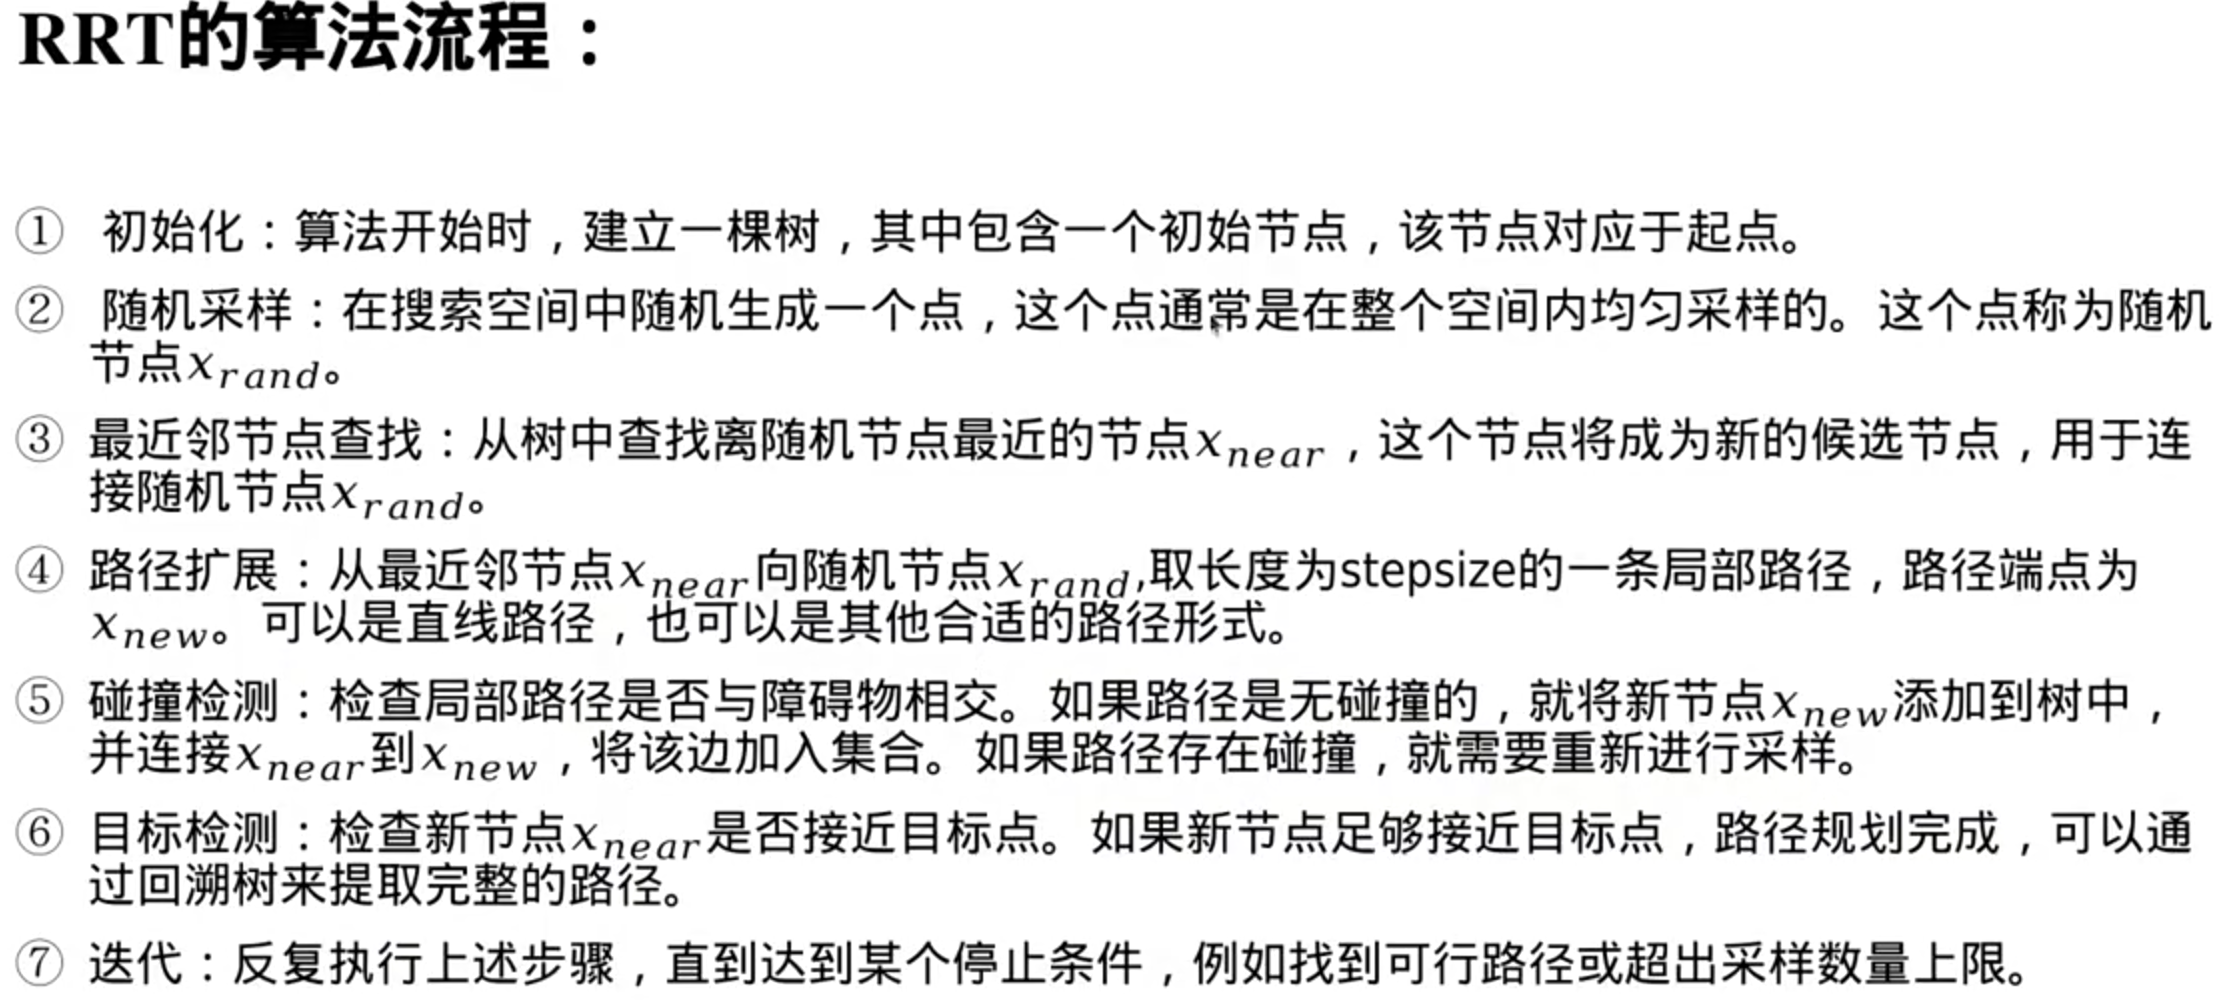 RRT的算法流程：
① 初始化：算法开始时，建立一棵树，其中包含一个初始节点，该节点对应于起点。
② 随机采样：在搜索空间中随机生成一个点，这个点通常是在整个空间内均匀采样的。这个点称为随机
节点x_{rand}。
③ 最近邻节点查找：从树中查找离随机节点最近的节点x_{near}，这个节点将成为新的候选节点，用于连
接随机节点x_{rand}。
④ 路径扩展：从最近邻节点x_{near}向随机节点x_{rand},取长度为stepsize的一条局部路径，路径端点为
x_{new}。可以是直线路径，也可以是其他合适的路径形式。
⑤ 碰撞检测：检查局部路径是否与障碍物相交。如果路径是无碰撞的，就将新节点x_{new}添加到树中，
并连接x_{near}到x_{new}，将该边加入集合。如果路径存在碰撞，就需要重新进行采样。
⑥ 目标检测：检查新节点x_{near}是否接近目标点。如果新节点足够接近目标点，路径规划完成，可以通
过回溯树来提取完整的路径。
⑦ 迭代：反复执行上述步骤，直到达到某个停止条件，例如找到可行路径或超出采样数量上限。